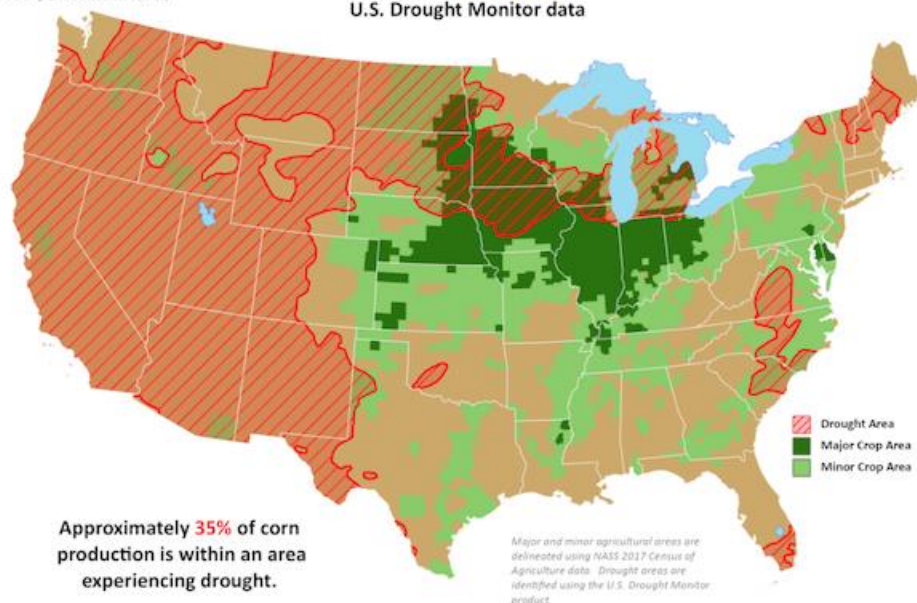 U.S. Drought Monitor data
Drought Area
Major Crop Area
Minor Crop Area
Approximately 35% of corn
production is within an area
experiencing drought.
Major and minor agricultural areas are
delineated using NASS 2017 Census of
Agriculture data. Drought areas are
identified using the U.S. Drought Monitor
product.